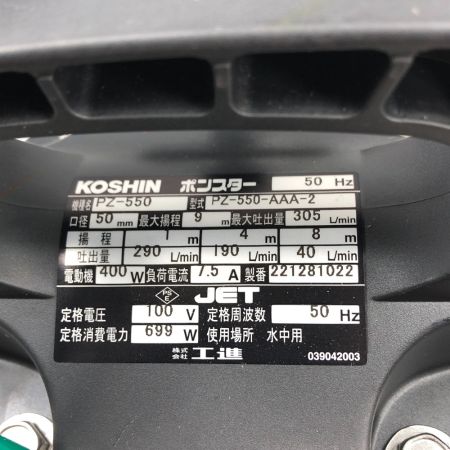 KOSHIN ポンスター 50 Hz
機種名 PZ-550 型式 PZ-550-AAA-2
口径 50 mm 最大揚程 9 m 最大吐出量 305 L/min
揚程 1 m 4 m 8 m
吐出量 290 L/min 190 L/min 40 L/min
電動機 400 W 負荷電流 7.5 A 製番 221281022
PS E JET
定格電圧 100 V 定格周波数 50 Hz
定格消費電力 699 W 使用場所 水中用
株式会社 工進 039042003